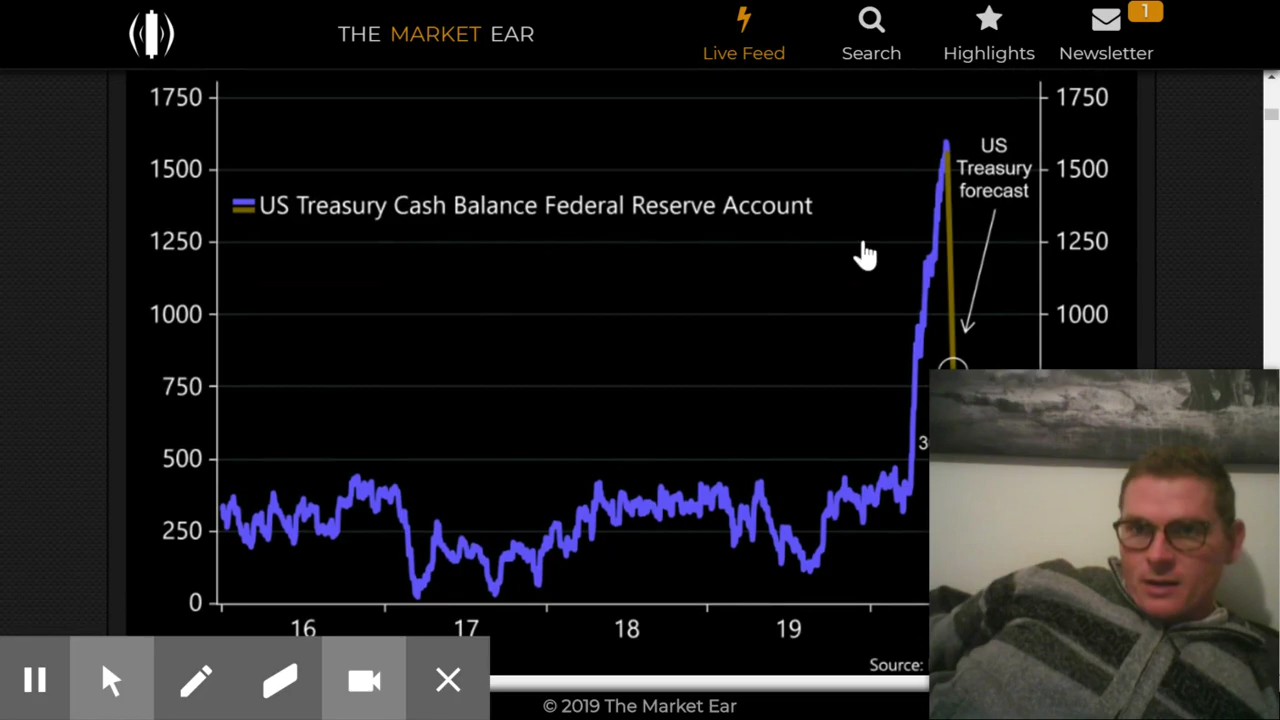 THE MARKET EAR
Live Feed
Search
Highlights
1
Newsletter
1750
1500
1250
1000
750
500
250
0
1750
1500
1250
1000
US Treasury Cash Balance Federal Reserve Account
US
Treasury
forecast
16
17
18
19
Source:
© 2019 The Market Ear